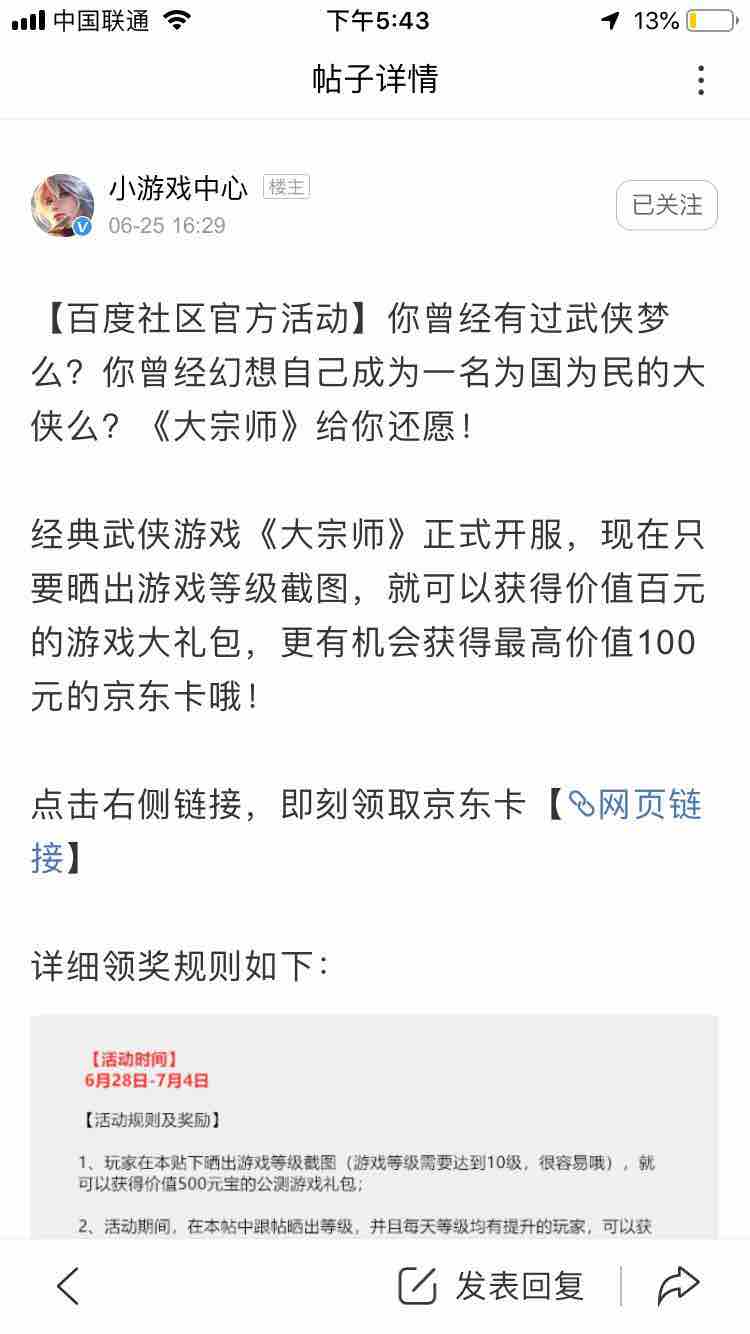 中国联通 下午5:43 13%
帖子详情
小游戏中心 楼主
06-25 16:29
已关注
【百度社区官方活动】你曾经有过武侠梦
么？你曾经幻想自己成为一名为国为民的大
侠么？《大宗师》给你还愿！
经典武侠游戏《大宗师》正式开服，现在只
要晒出游戏等级截图，就可以获得价值百元
的游戏大礼包，更有机会获得最高价值100
元的京东卡哦！
点击右侧链接，即刻领取京东卡【网页链
接】
详细领奖规则如下：
【活动时间】
6月28日-7月4日
【活动规则及奖励】
1、玩家在本贴下晒出游戏等级截图（游戏等级需要达到10级，很容易哦），就
可以获得价值500元宝的公测游戏礼包；
2、活动期间，在本帖中跟帖晒出等级，并且每天等级均有提升的玩家，可以获
发表回复